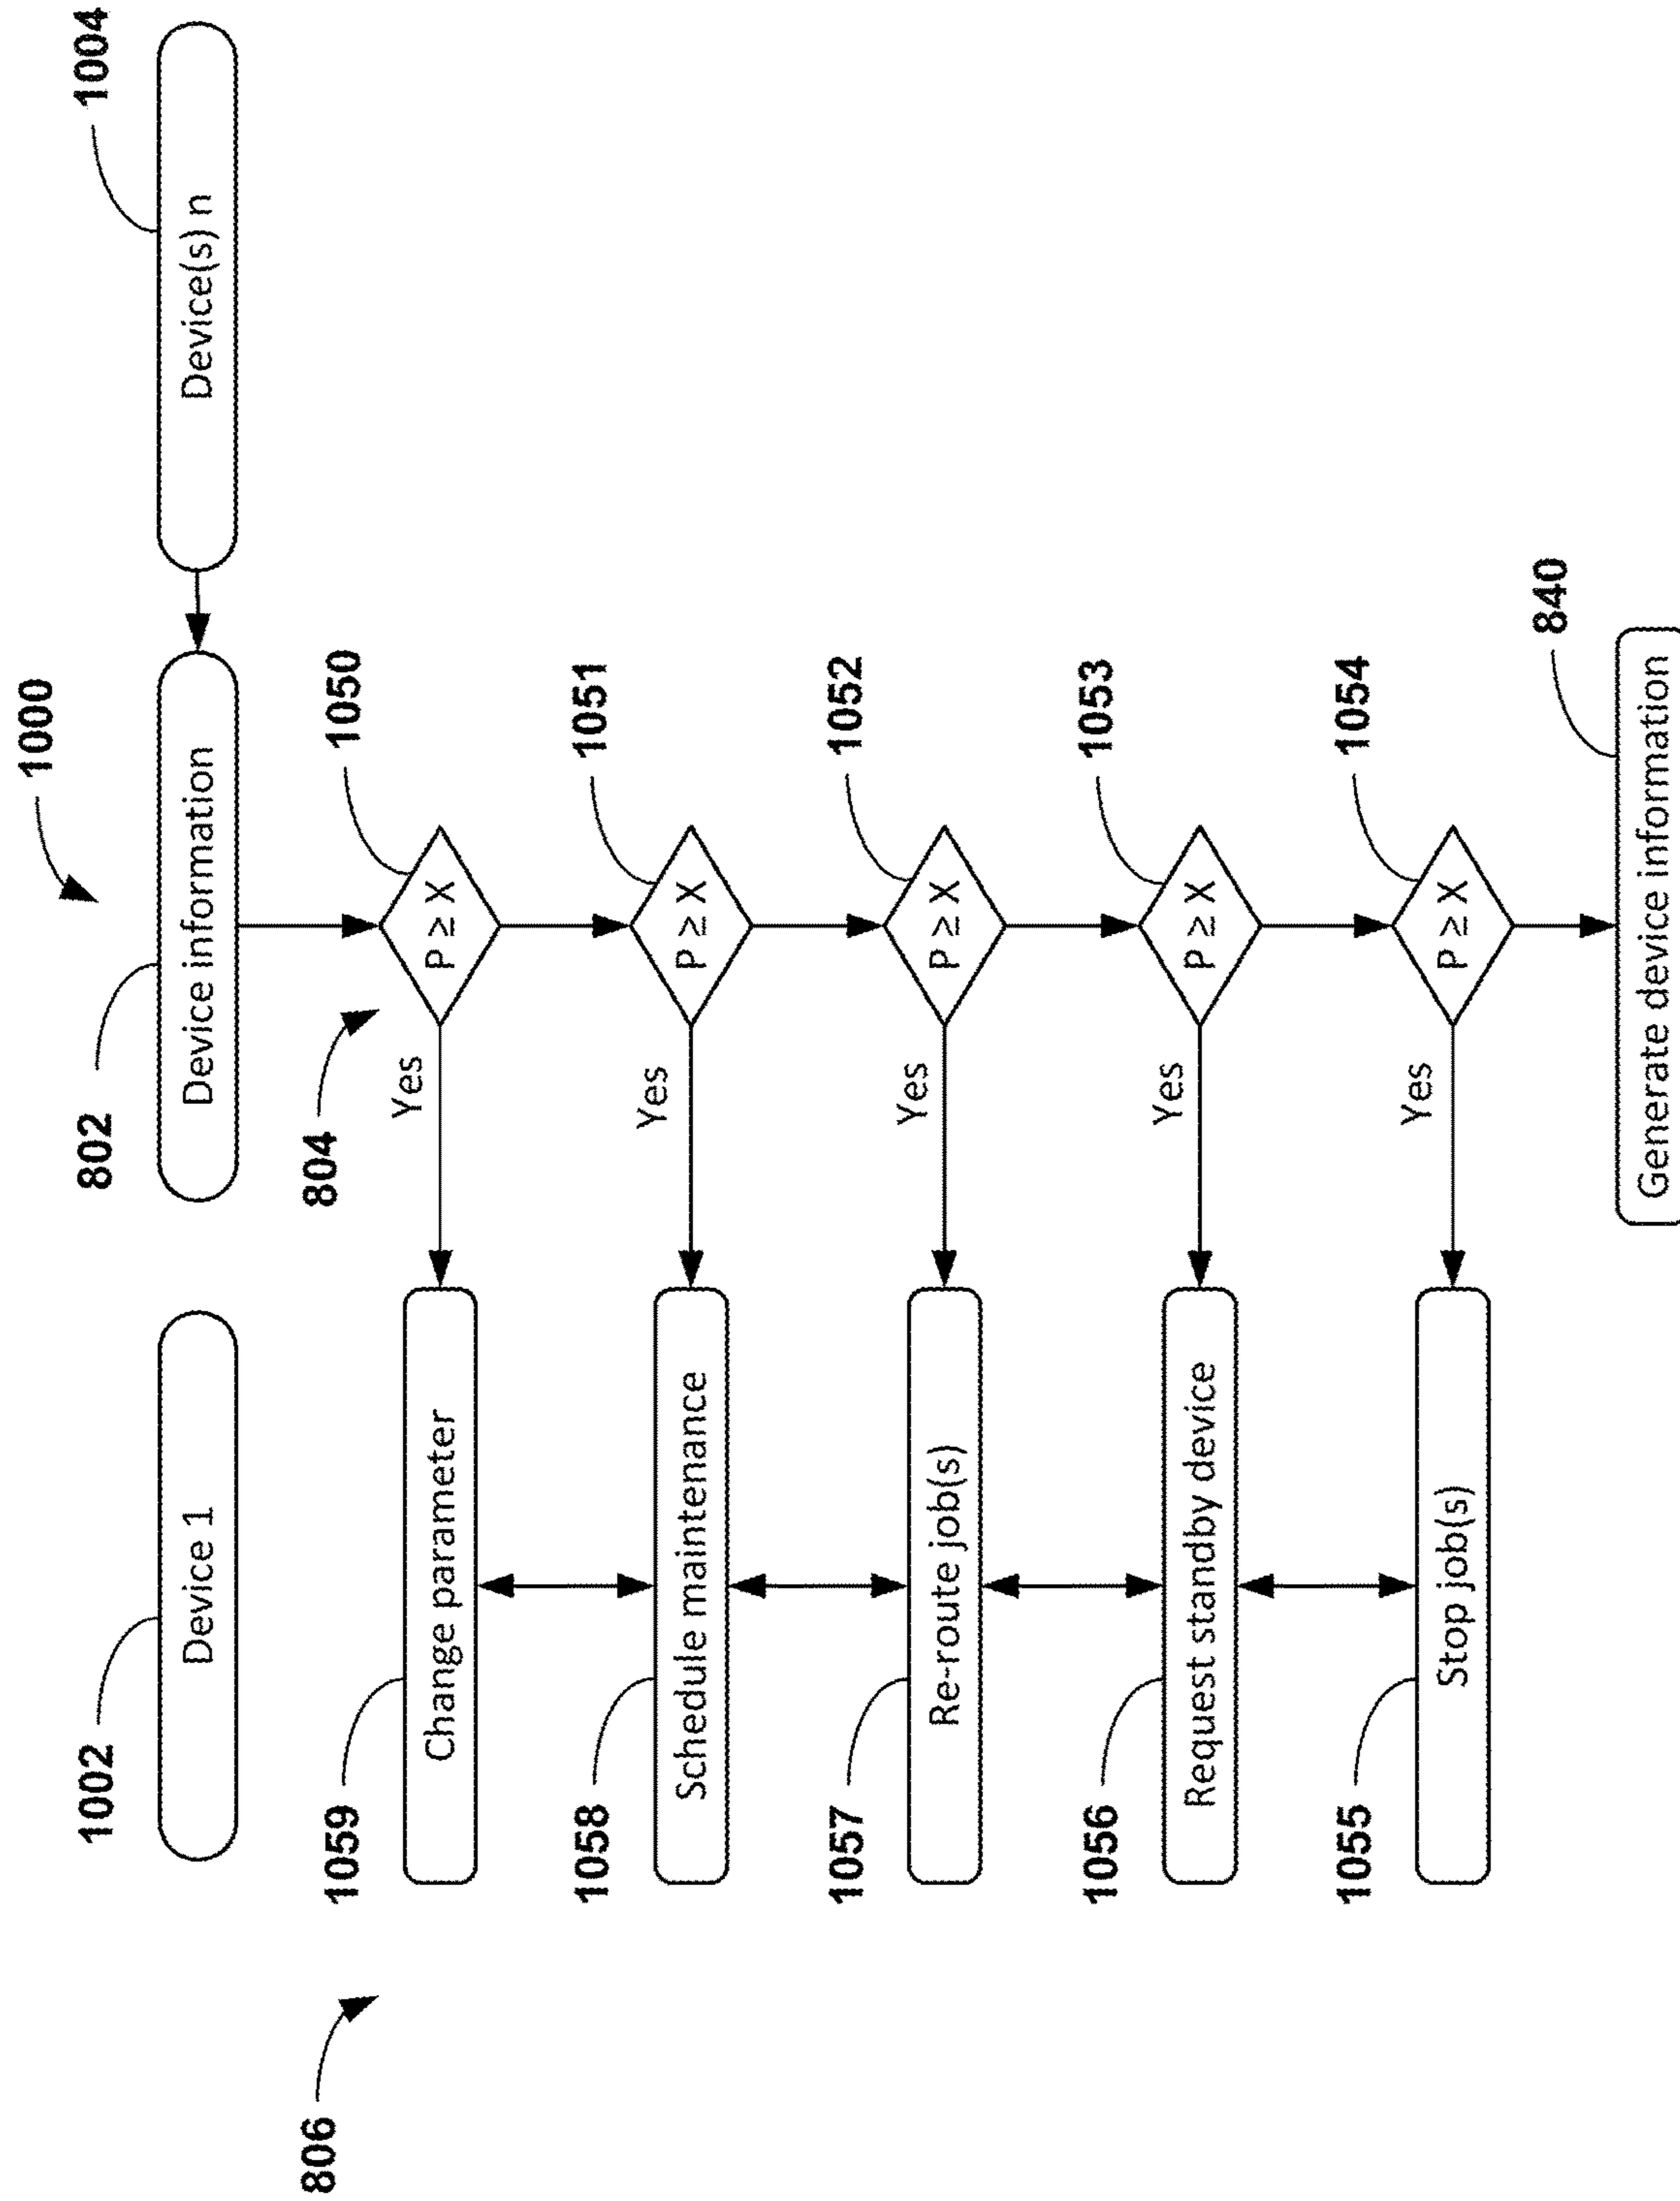 1000
1002
802
1004
Device 1
Device information
Device(s) n
806
804
1059
1050
Yes
Change parameter
P ≥ X
1058
1051
Yes
Schedule maintenance
P ≥ X
1057
1052
Yes
Re-route job(s)
P ≥ X
1056
1053
Yes
Request standby device
P ≥ X
1055
1054
Yes
Stop job(s)
P ≥ X
840
Generate device information